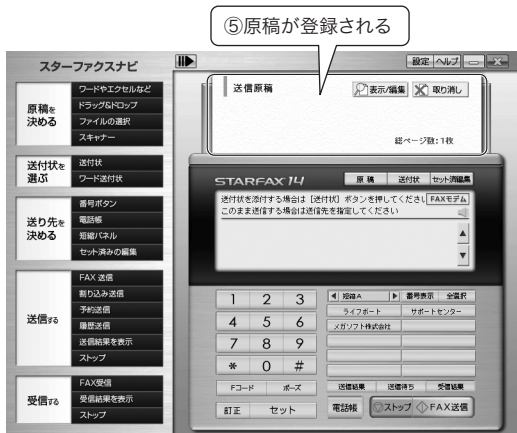 ⑤原稿が登録される
設定 ヘルプ
スターファクスナビ
原稿を
決める
ワードやエクセルなど
ドラッグ&ドロップ
ファイルの選択
スキャナー
送付状を
選ぶ
送付状
ワード送付状
送り先を
決める
番号ボタン
電話帳
短縮パネル
セット済みの編集
送信する
FAX 送信
割り込み送信
予約送信
履歴送信
送信結果を表示
ストップ
受信する
FAX受信
受信結果を表示
ストップ
送信原稿
表示/編集 取り消し
総ページ数:1枚
STARFAX 14
原 稿 送付状 セット済編集
送付状を添付する場合は [送付状] ボタンを押してくださし
FAXモデム
このまま送信する場合は送信先を指定してください
1 2 3
4 5 6
7 8 9
* 0 #
Fコード ポーズ
訂正 セット
短縮A 番号表示 全選択
ライフボート サポートセンター
メガソフト株式会社
送信結果 送信待ち 受信結果
電話帳 ストップ FAX送信